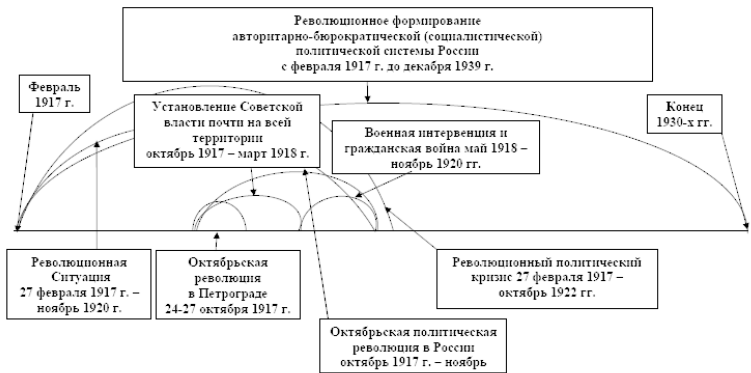 Революционное формирование
авторитарно-бюрократической (социалистической)
политической системы России
с февраля 1917 г. до декабря 1939 г.
Февраль
1917 г.
Установление Советской
власти почти на всей
территории
октябрь 1917 – март 1918 г.
Военная интервенция и
гражданская война май 1918 –
ноябрь 1920 гг.
Конец
1930-х гг.
Революционная
Ситуация
27 февраля 1917 г. –
ноябрь 1920 г.
Октябрьская
революция
в Петрограде
24-27 октября 1917 г.
Революционный политический
кризис 27 февраля 1917 –
октябрь 1922 гг.
Октябрьская политическая
революция в России
октябрь 1917 г. – ноябрь